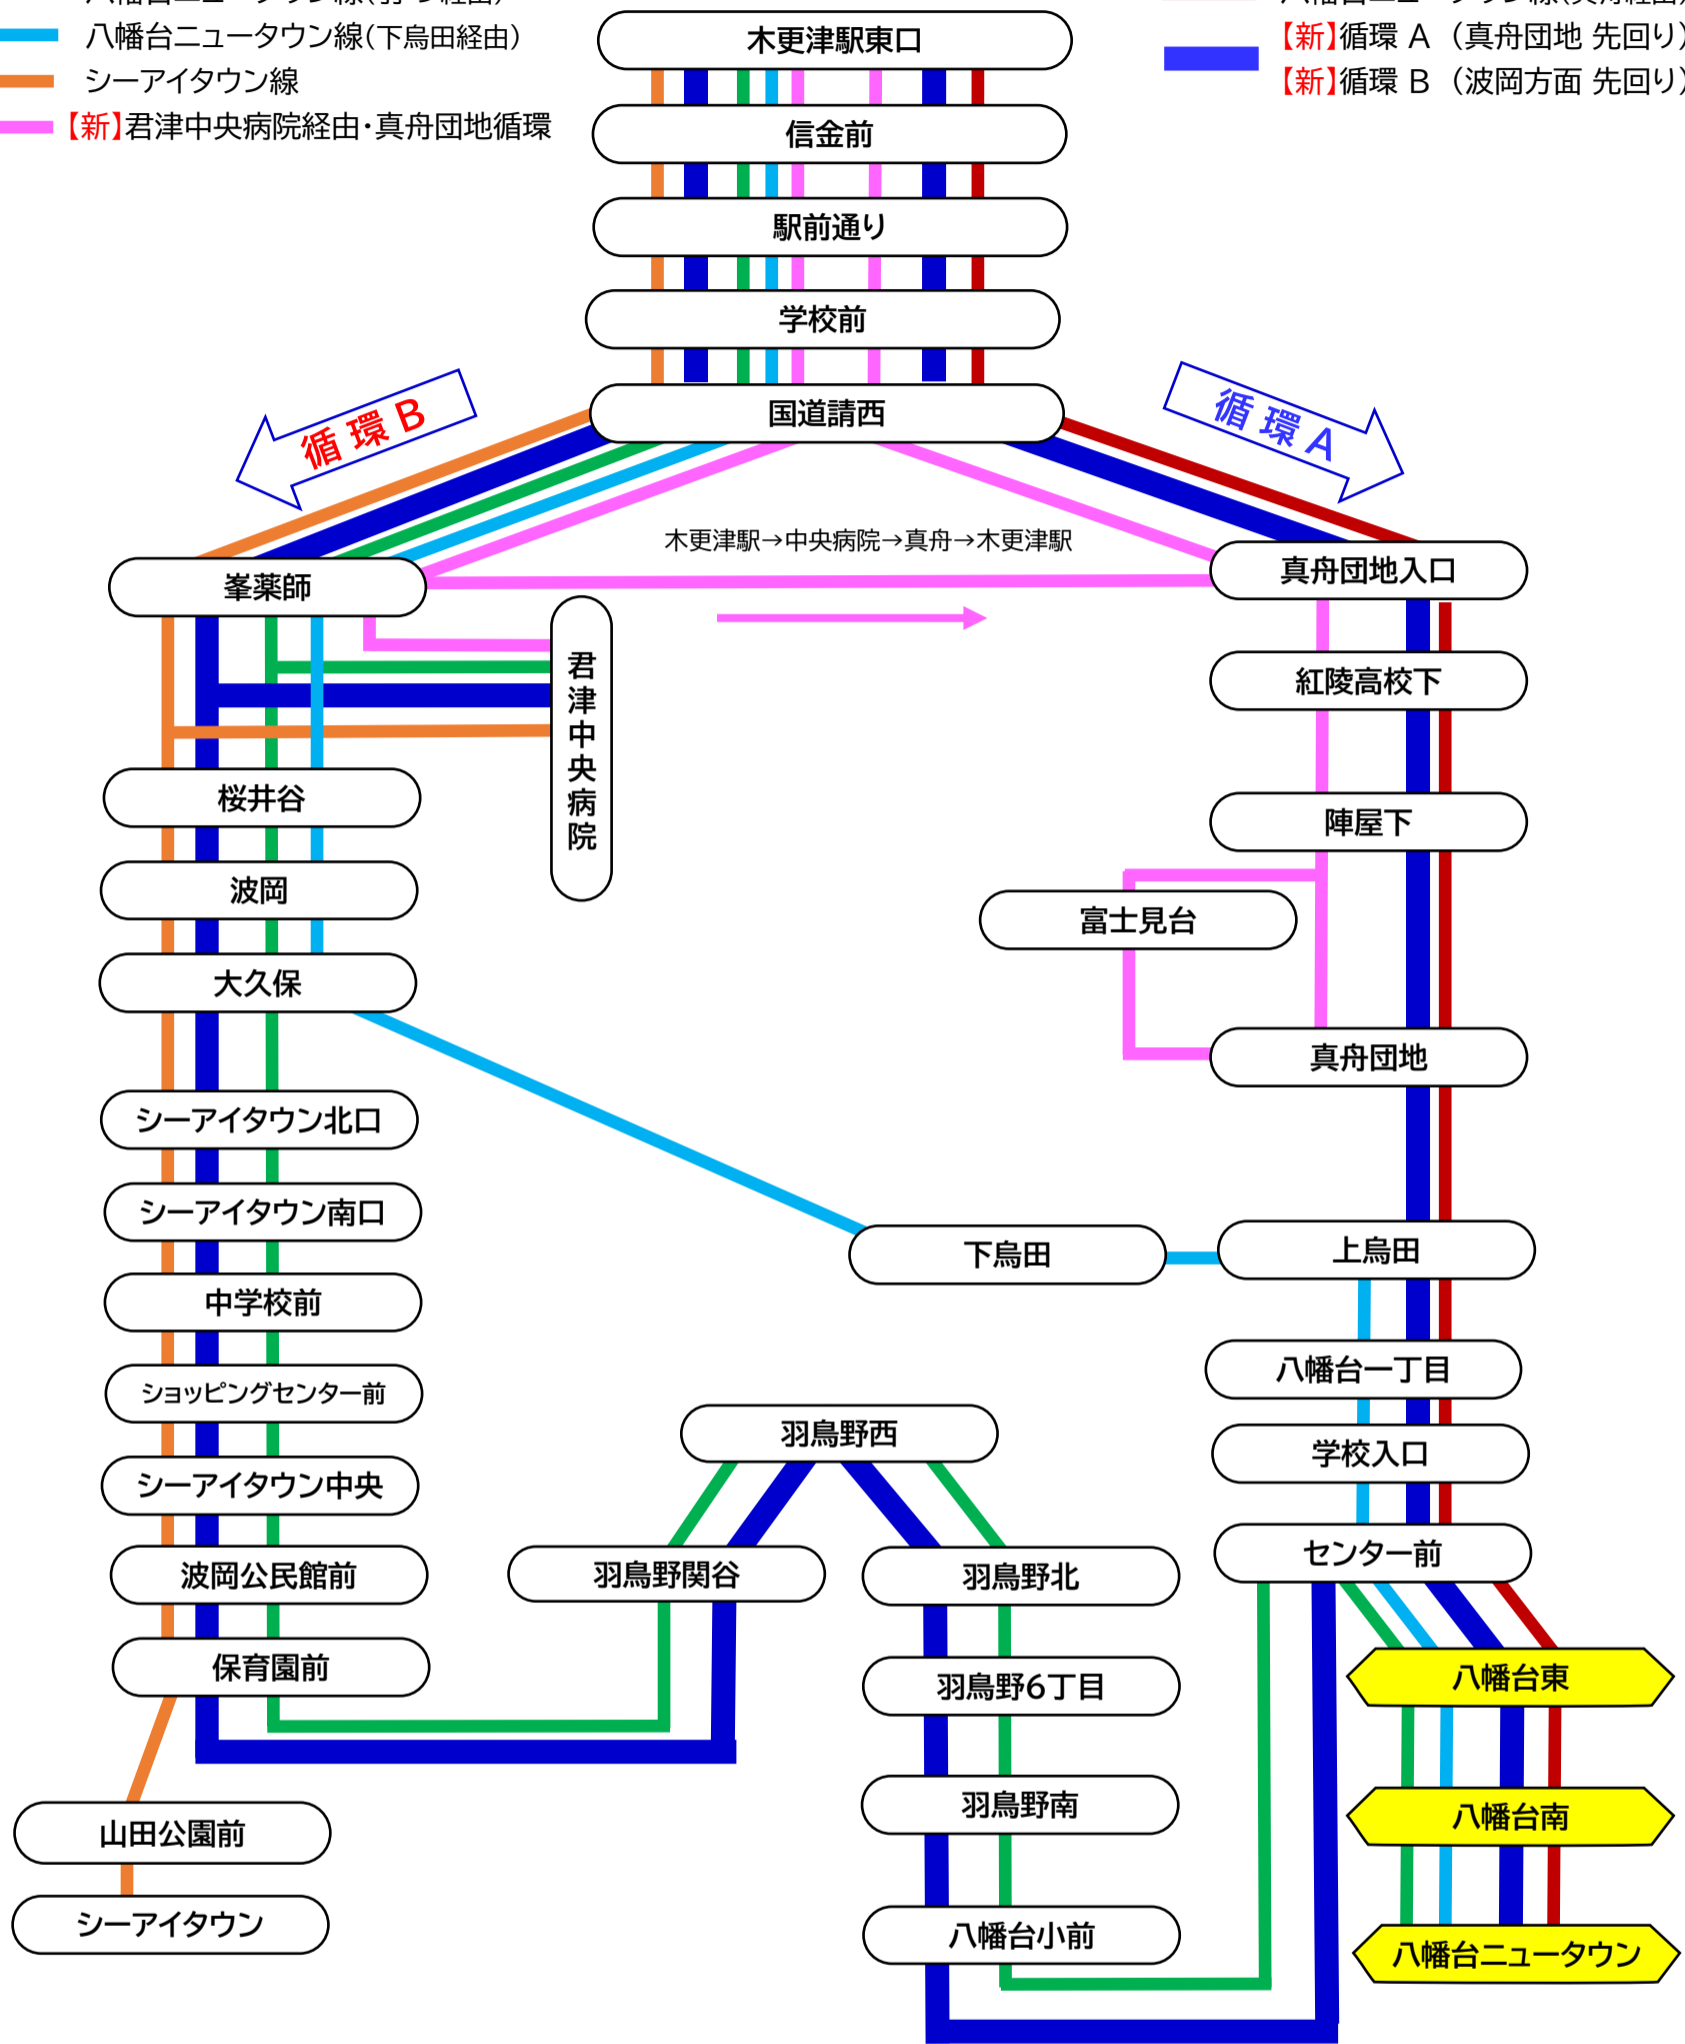 八幡台ニュータウン線(下烏田経由)
シーアイタウン線
【新】君津中央病院経由・真舟団地循環
【新】循環 A (真舟団地 先回り)
【新】循環 B (波岡方面 先回り)
木更津駅東口
信金前
駅前通り
学校前
国道請西
循環B
循環A
木更津駅→中央病院→真舟→木更津駅
峯薬師
真舟団地入口
君津中央病院
紅陵高校下
桜井谷
陣屋下
波岡
富士見台
大久保
真舟団地
シーアイタウン北口
シーアイタウン南口
下烏田
上烏田
中学校前
八幡台一丁目
ショッピングセンター前
羽鳥野西
学校入口
シーアイタウン中央
センター前
波岡公民館前
羽鳥野関谷
羽鳥野北
保育園前
羽鳥野6丁目
八幡台東
山田公園前
羽鳥野南
八幡台南
シーアイタウン
八幡台小前
八幡台ニュータウン